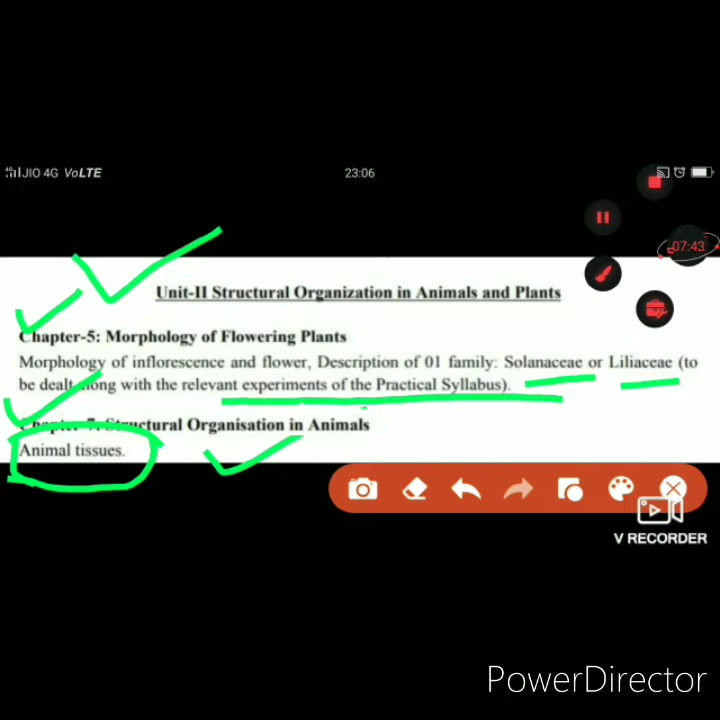 JIO 4G VoLTE
23:06
07:43
Unit-II Structural Organization in Animals and Plants
Chapter-5: Morphology of Flowering Plants
Morphology of inflorescence and flower, Description of 01 family: Solanaceae or Liliaceae (to
be dealt along with the relevant experiments of the Practical Syllabus).
Chapter-7: Structural Organisation in Animals
Animal tissues.
V RECORDER
PowerDirector